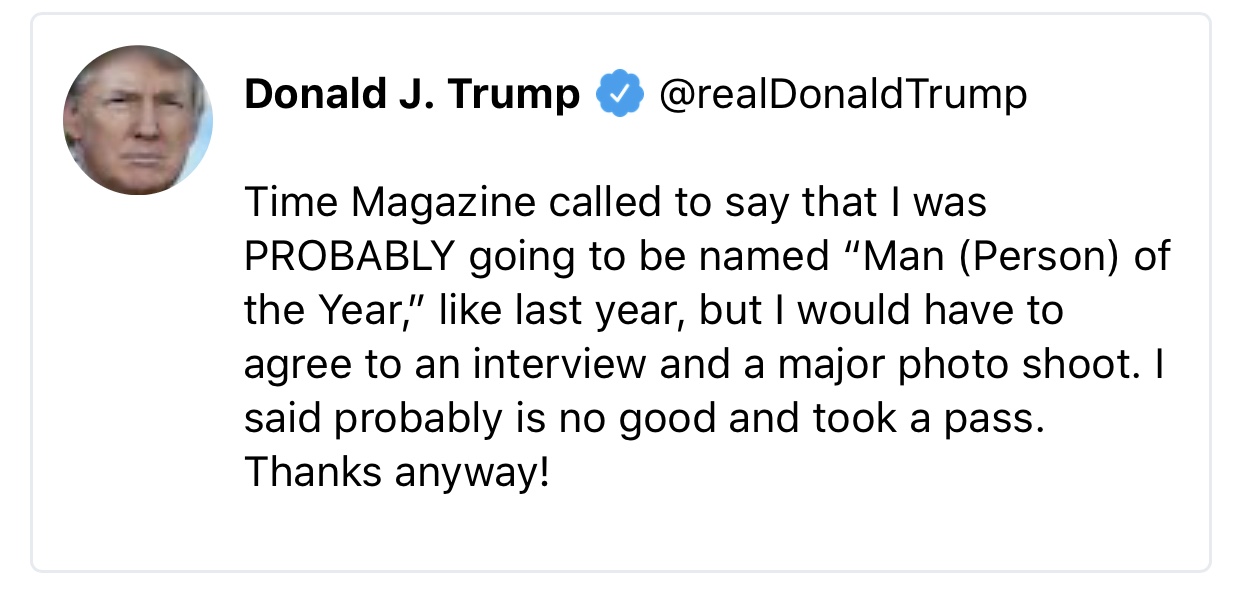 Donald J. Trump @realDonaldTrump
Time Magazine called to say that I was
PROBABLY going to be named “Man (Person) of
the Year,” like last year, but I would have to
agree to an interview and a major photo shoot. I
said probably is no good and took a pass.
Thanks anyway!